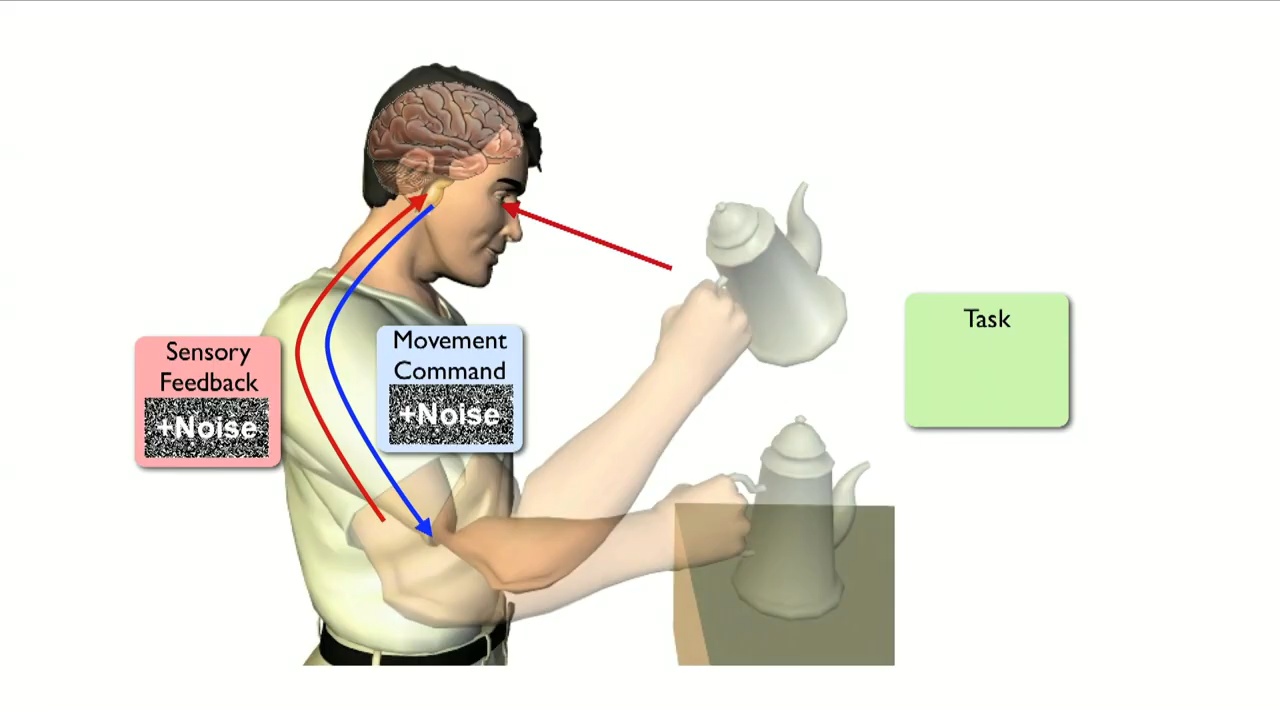 Sensory
Feedback
+Noise
Movement
Command
+Noise
Task